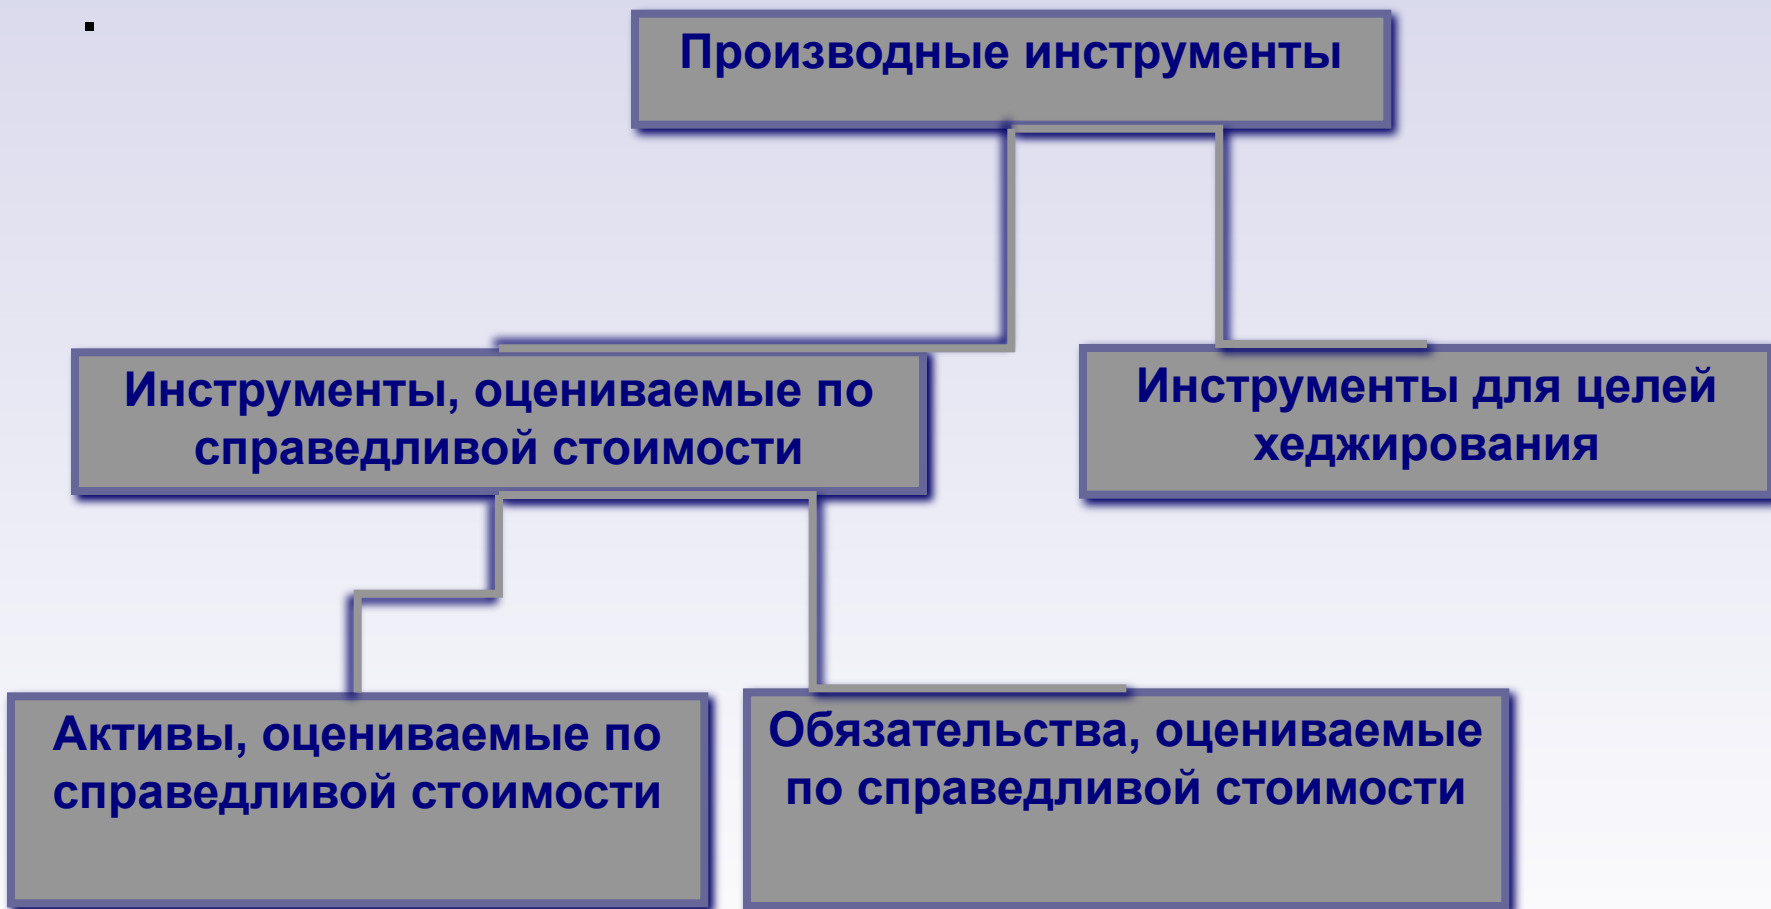 Производные инструменты
Инструменты, оцениваемые по
справедливой стоимости
Инструменты для целей
хеджирования
Активы, оцениваемые по
справедливой стоимости
Обязательства, оцениваемые
по справедливой стоимости